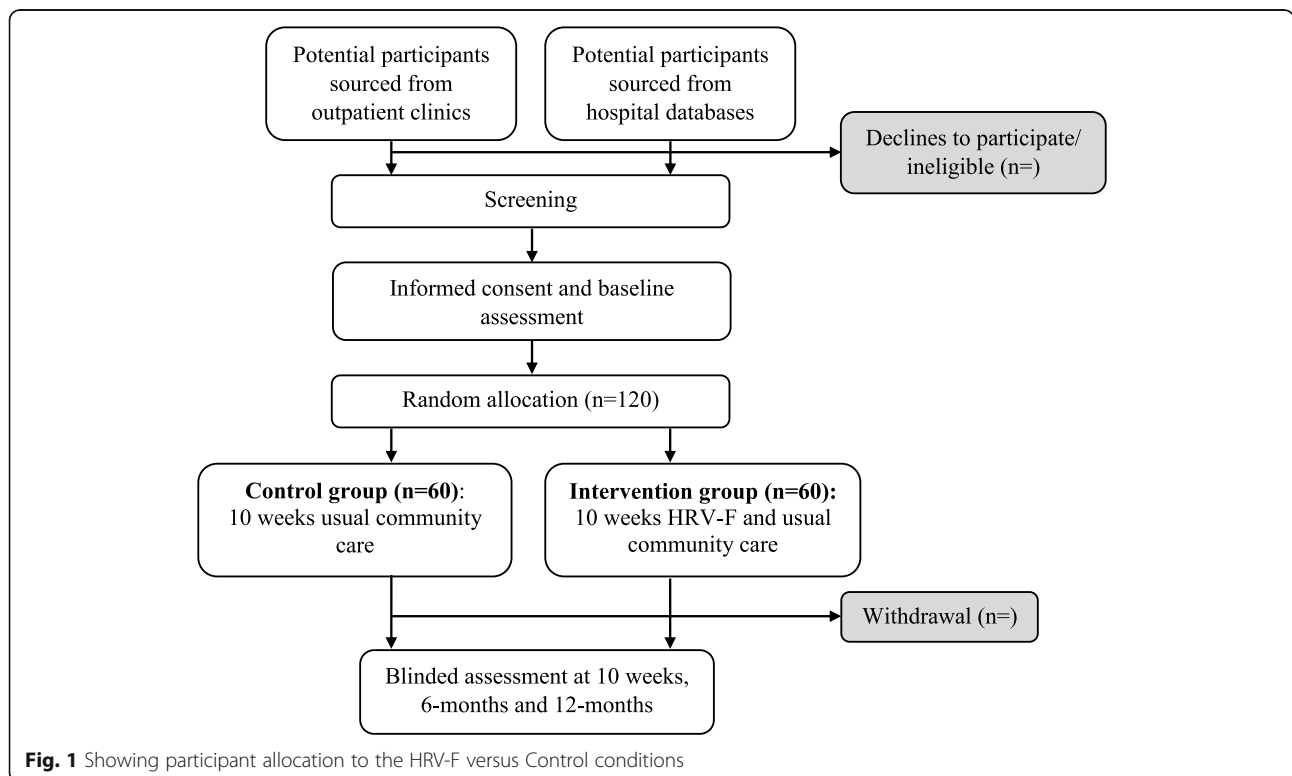 Potential participants
sourced from
outpatient clinics
Potential participants
sourced from
hospital databases
Declines to participate/
ineligible (n=)
Screening
Informed consent and baseline
assessment
Random allocation (n=120)
Control group (n=60):
10 weeks usual community
care
Intervention group (n=60):
10 weeks HRV-F and usual
community care
Withdrawal (n=)
Blinded assessment at 10 weeks,
6-months and 12-months
Fig. 1 Showing participant allocation to the HRV-F versus Control conditions